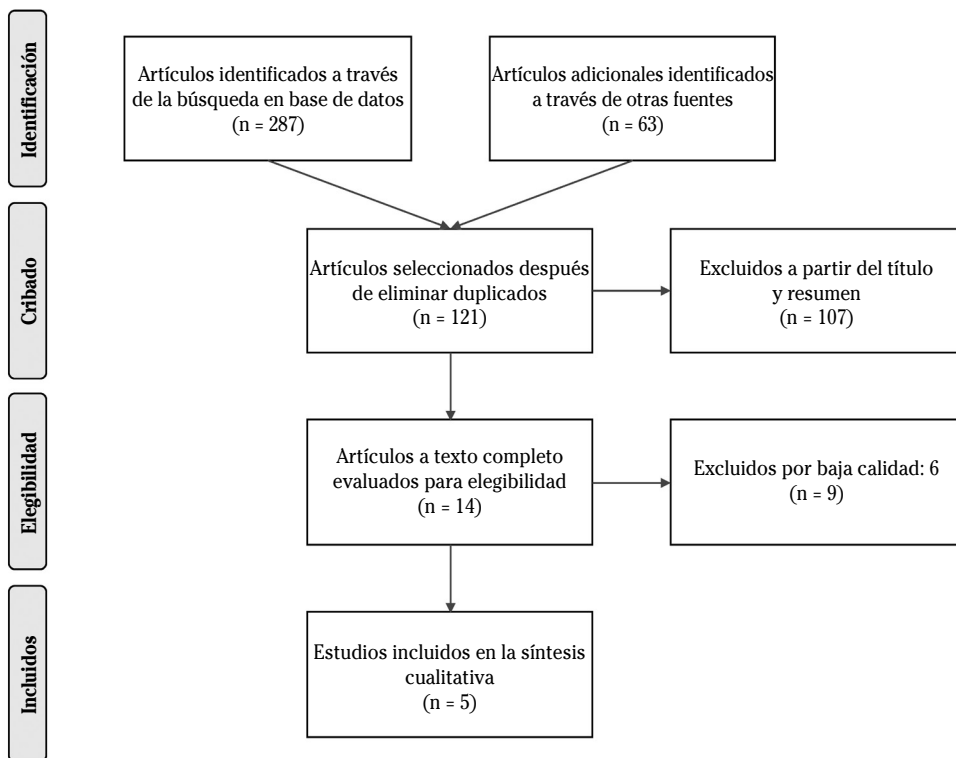 Identificación
Artículos identificados a través
de la búsqueda en base de datos
(n = 287)
Artículos adicionales identificados
a través de otras fuentes
(n = 63)
Cribado
Artículos seleccionados después
de eliminar duplicados
(n = 121)
Excluidos a partir del título
y resumen
(n = 107)
Elegibilidad
Artículos a texto completo
evaluados para elegibilidad
(n = 14)
Excluidos por baja calidad: 6
(n = 9)
Incluidos
Estudios incluidos en la síntesis
cualitativa
(n = 5)